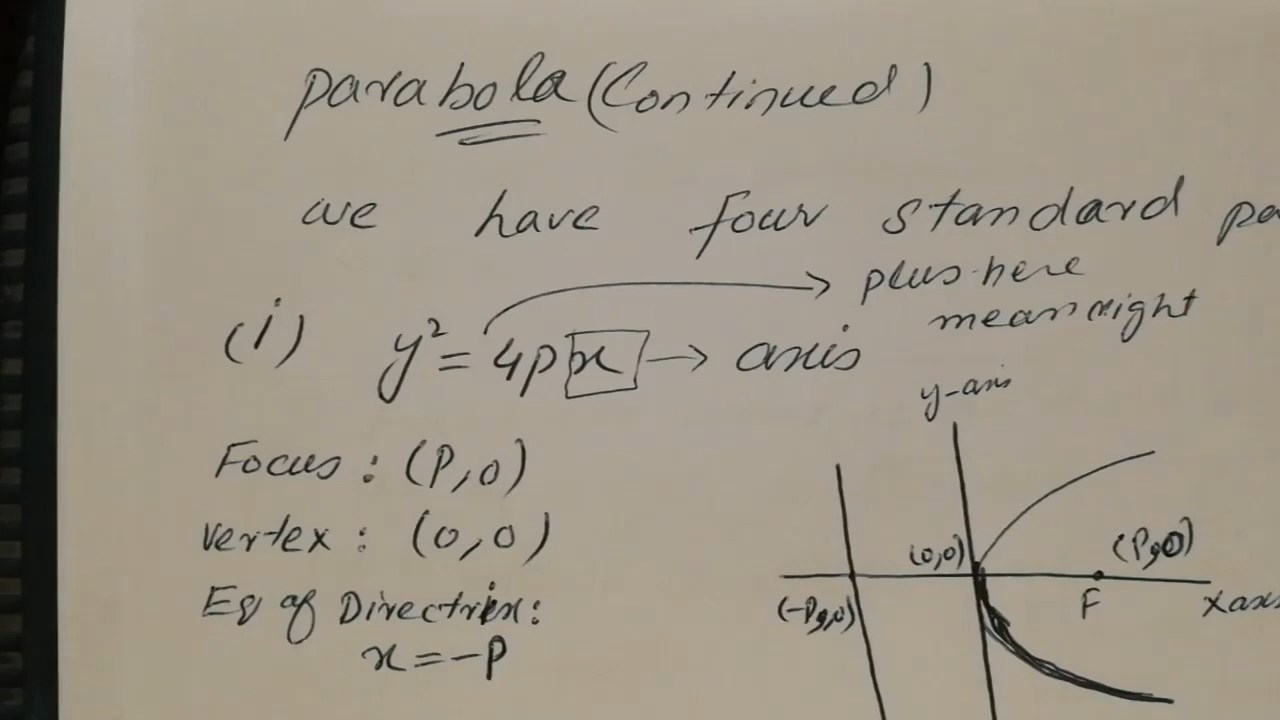 parabola (Continued)
we have four standard
plus here
mean right
(i) y² = 4px → axis
y-axis
Focus : (P,0)
vertex : (0,0)
(0,0)
(P,0)
(-P,0)
F
x axis
Eq of Directrix:
x = -P